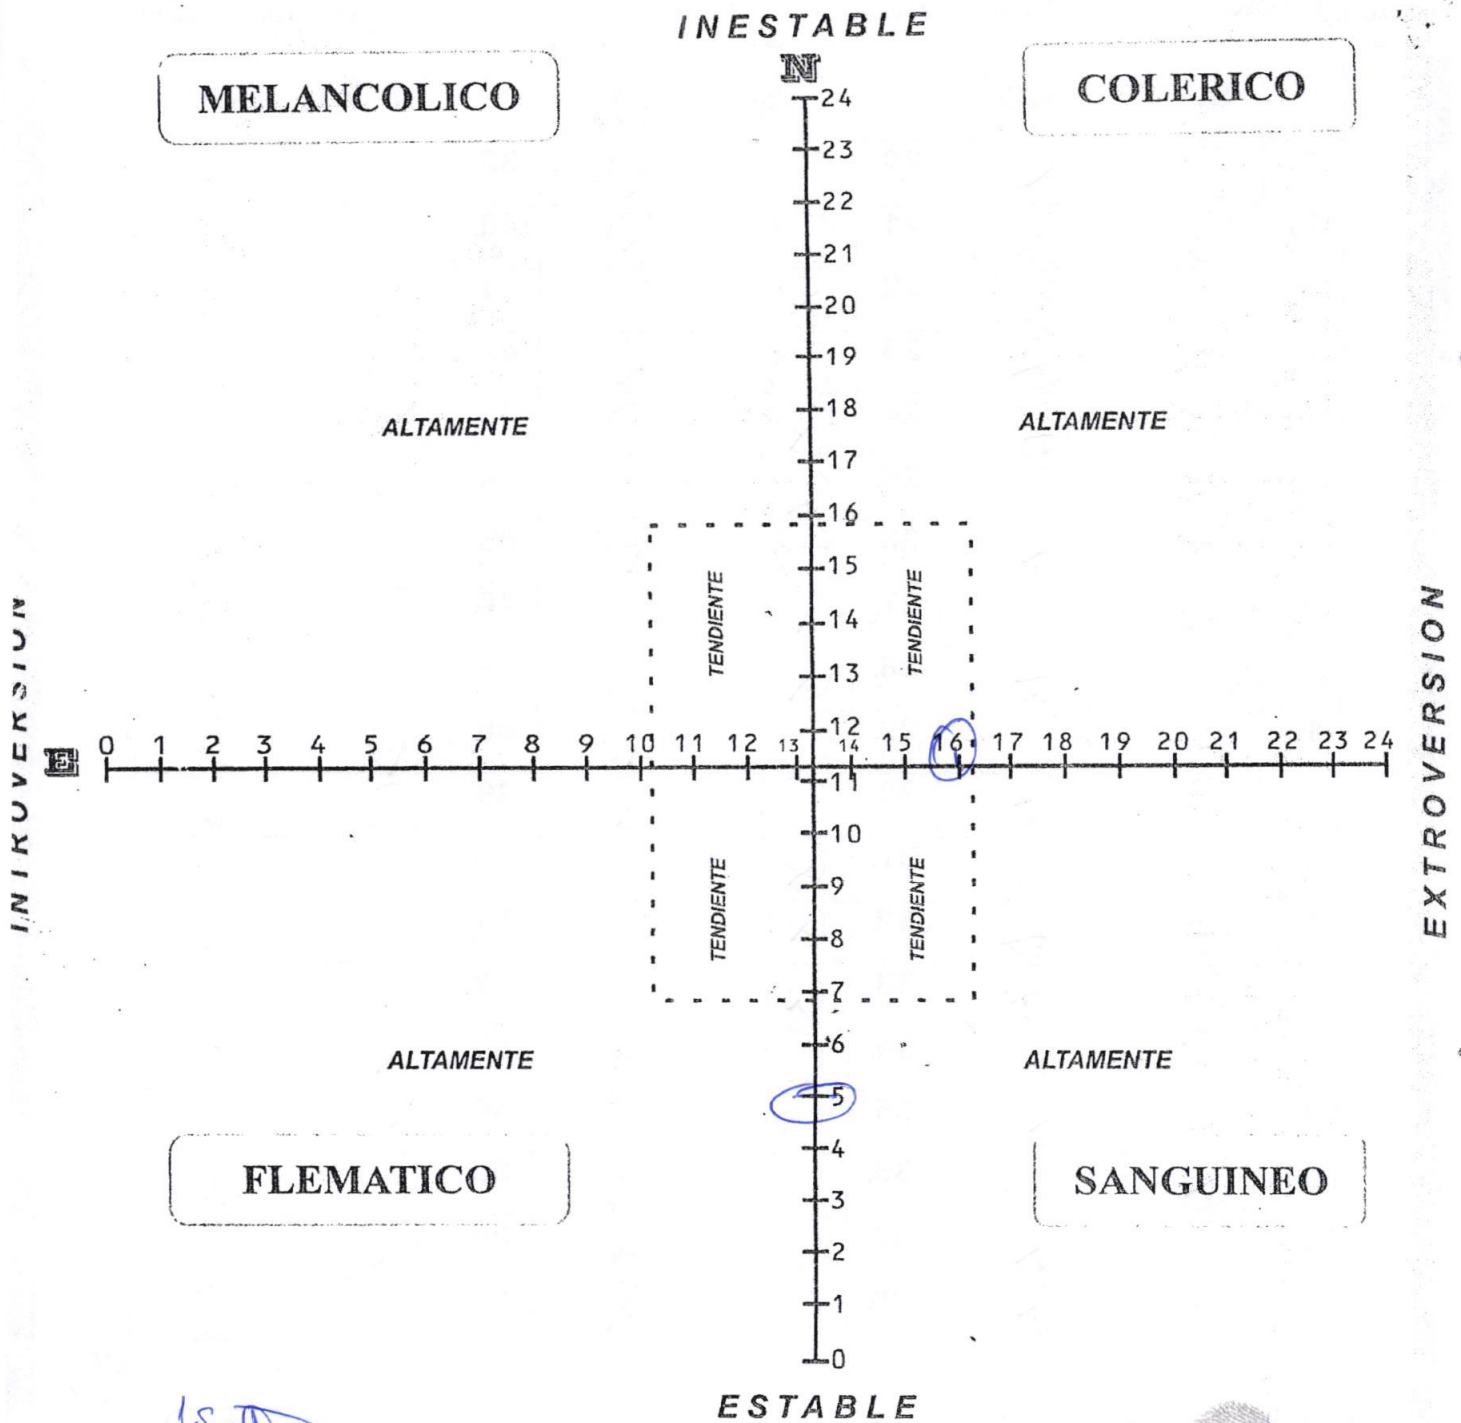 INESTABLE
N
MELANCOLICO
COLERICO
24
23
22
21
20
19
18
ALTAMENTE
ALTAMENTE
17
16
15
TENDIENTE
TENDIENTE
14
13
12
INTROVERSION
E
0 1 2 3 4 5 6 7 8 9 10 11 12 13 14 15 16 17 18 19 20 21 22 23 24
EXTROVERSION
11
10
9
TENDIENTE
TENDIENTE
8
7
6
ALTAMENTE
ALTAMENTE
5
4
FLEMATICO
SANGUINEO
3
2
1
0
ESTABLE